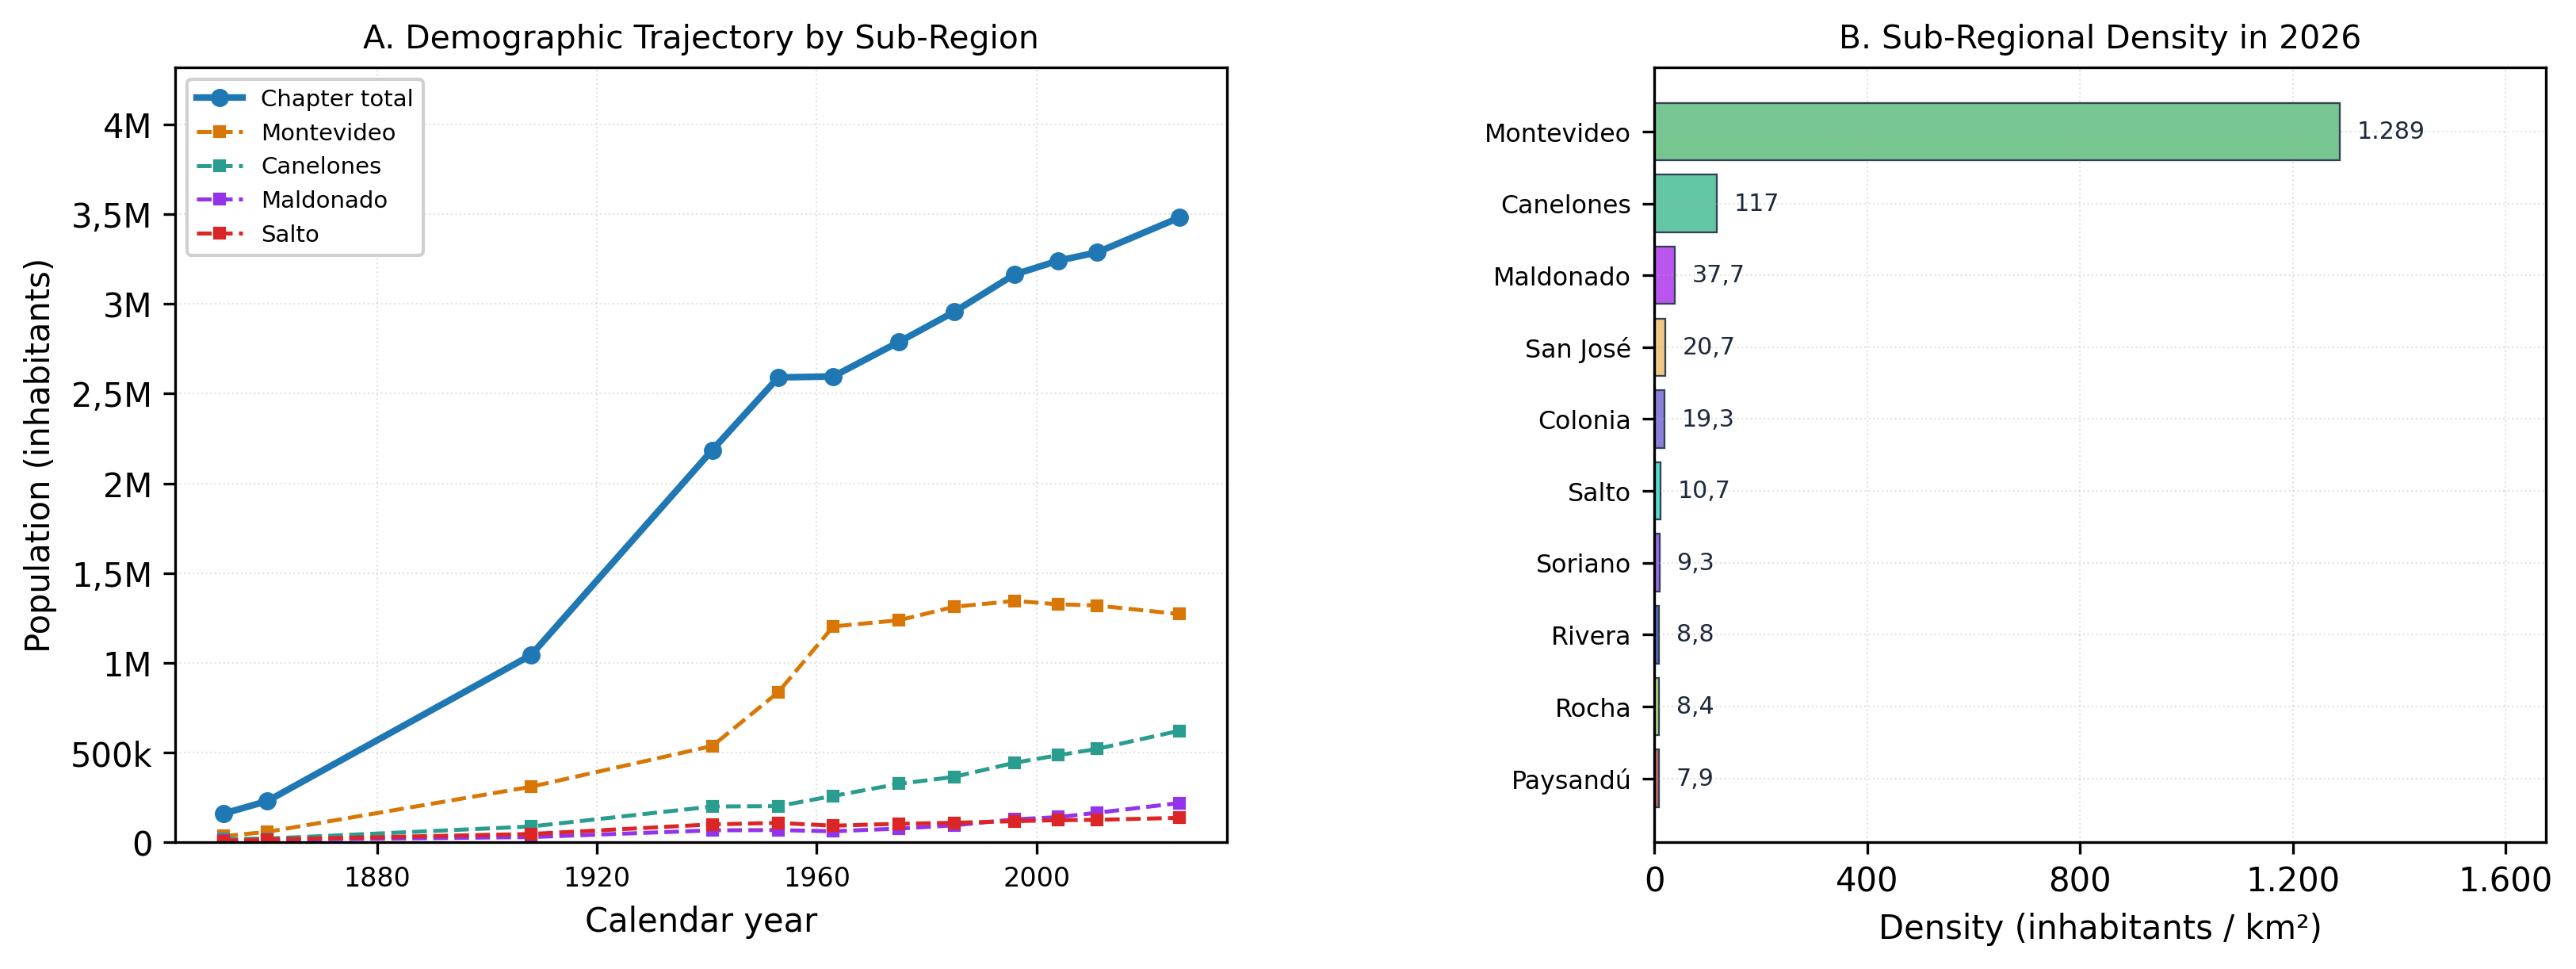 A. Demographic Trajectory by Sub-Region
Chapter total
Montevideo
Canelones
Maldonado
Salto
4M
3,5M
3M
2,5M
2M
1,5M
1M
500k
0
Population (inhabitants)
1880
1920
1960
2000
Calendar year
B. Sub-Regional Density in 2026
Montevideo 1.289
Canelones 117
Maldonado 37,7
San José 20,7
Colonia 19,3
Salto 10,7
Soriano 9,3
Rivera 8,8
Rocha 8,4
Paysandú 7,9
0
400
800
1.200
1.600
Density (inhabitants / km²)